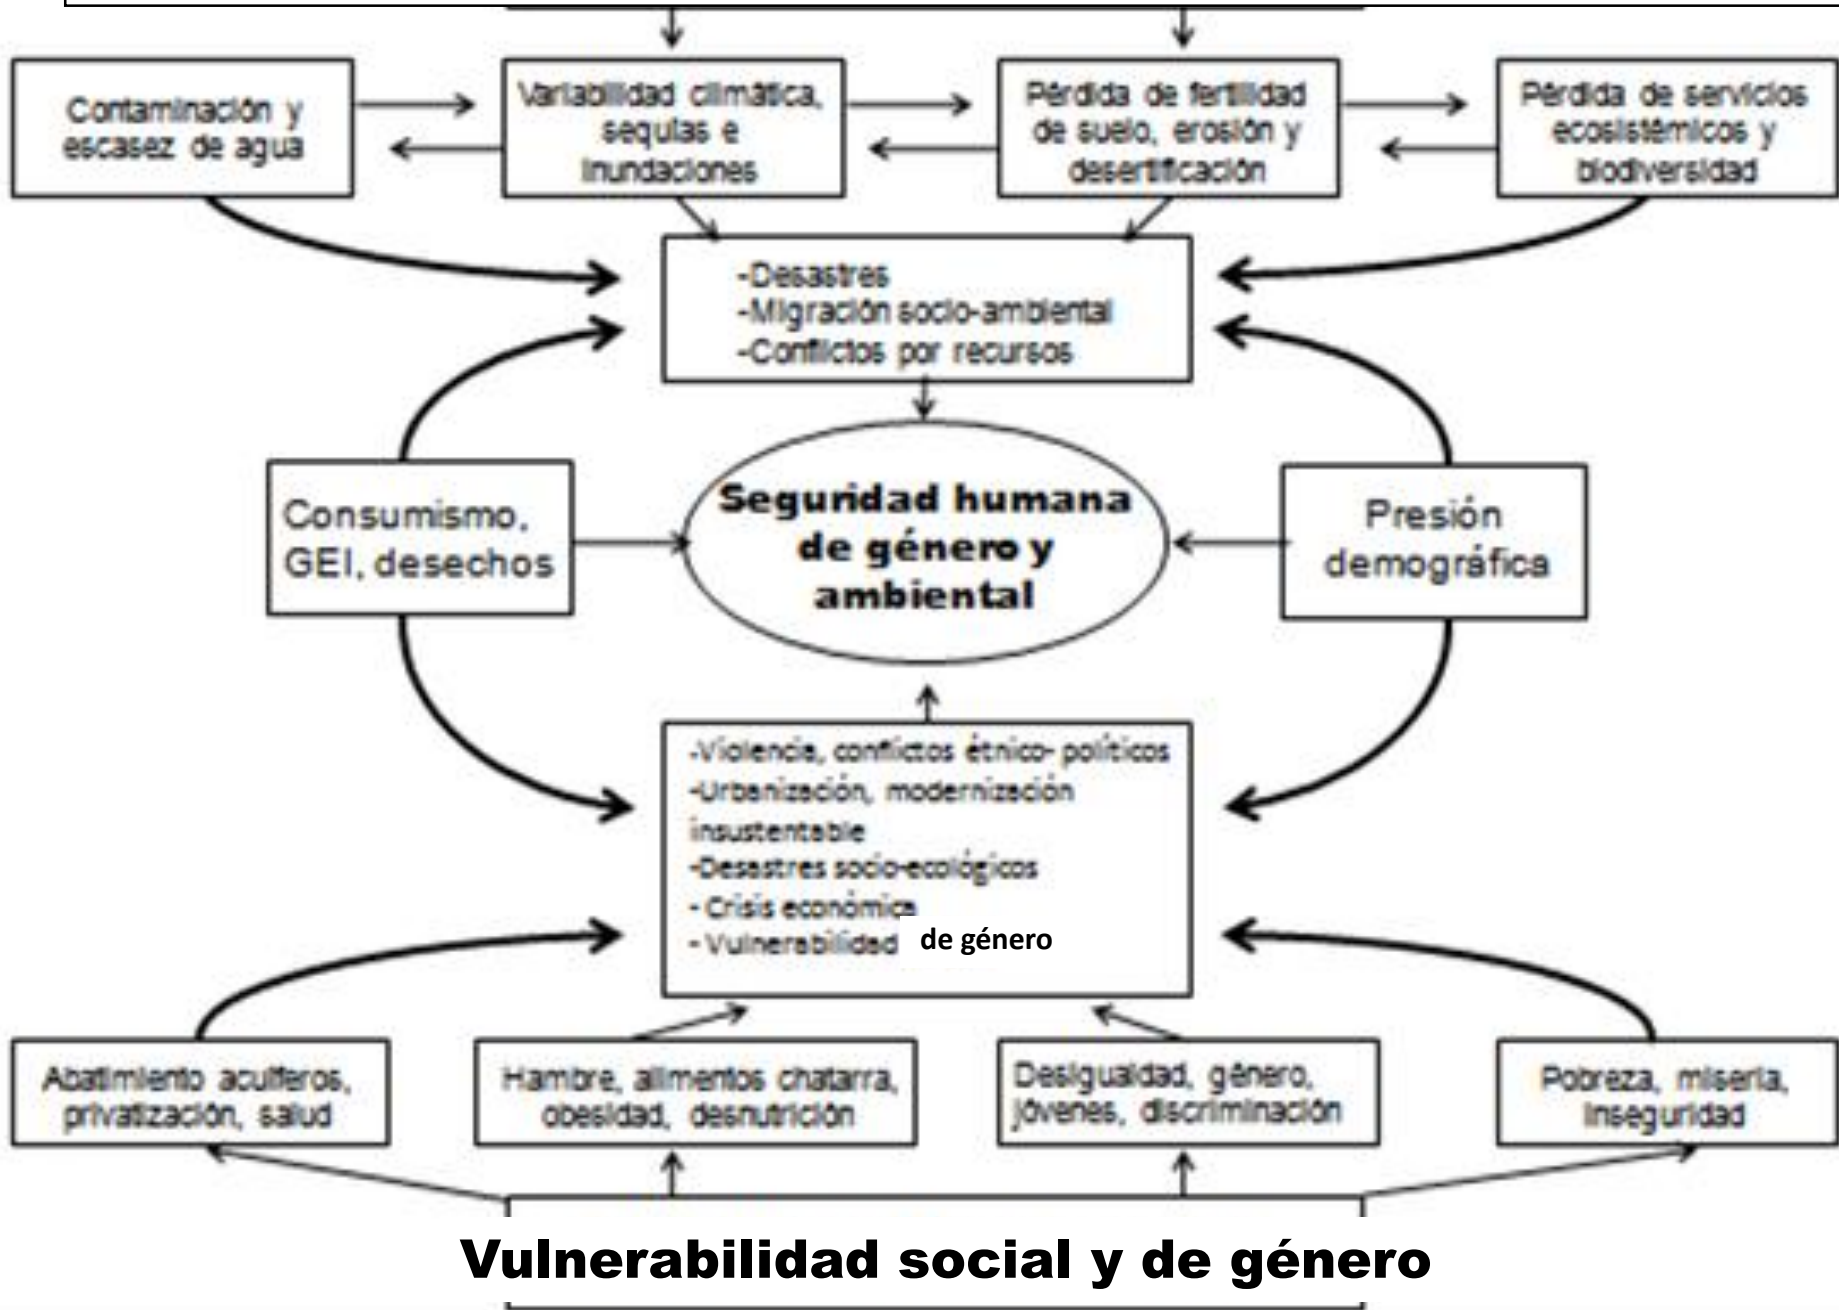 Contaminación y
escasez de agua
Variabilidad climática,
sequías e
inundaciones
Pérdida de fertilidad
de suelo, erosión y
desertificación
Pérdida de servicios
ecosistémicos y
biodiversidad
-Desastres
-Migración socio-ambiental
-Conflictos por recursos
Consumismo,
GEI, desechos
Seguridad humana
de género y
ambiental
Presión
demográfica
-Violencia, conflictos étnico- políticos
-Urbanización, modernización
insustentable
-Desastres socio-ecológicos
- Crisis económica
- Vulnerabilidad de género
Abatimiento acuíferos,
privatización, salud
Hambre, alimentos chatarra,
obesidad, desnutrición
Desigualdad, género,
jóvenes, discriminación
Pobreza, miseria,
inseguridad
Vulnerabilidad social y de género